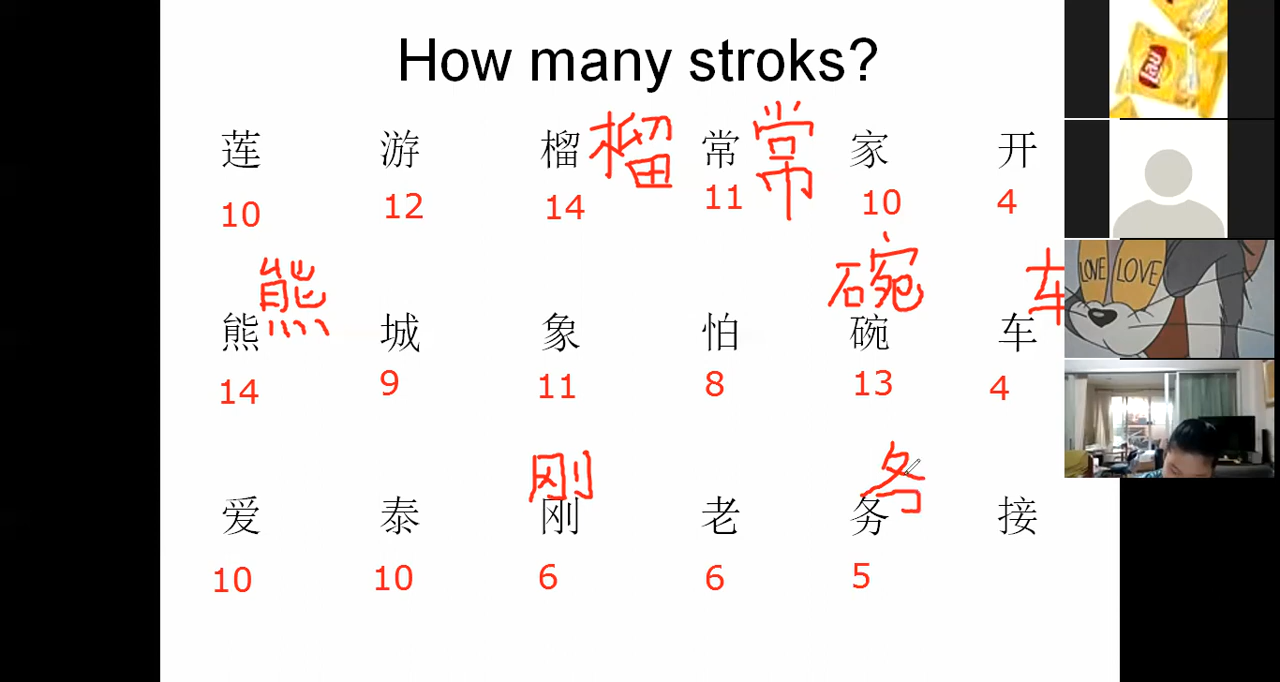 How many stroks?
莲 游 榴 榴 常 常 家 开
10 12 14 11 10 4
熊 碗 车
熊 城 象 怕 碗 车
14 9 11 8 13 4
刚 务
爱 泰 刚 老 务 接
10 10 6 6 5
Lay's
LOVE LOVE